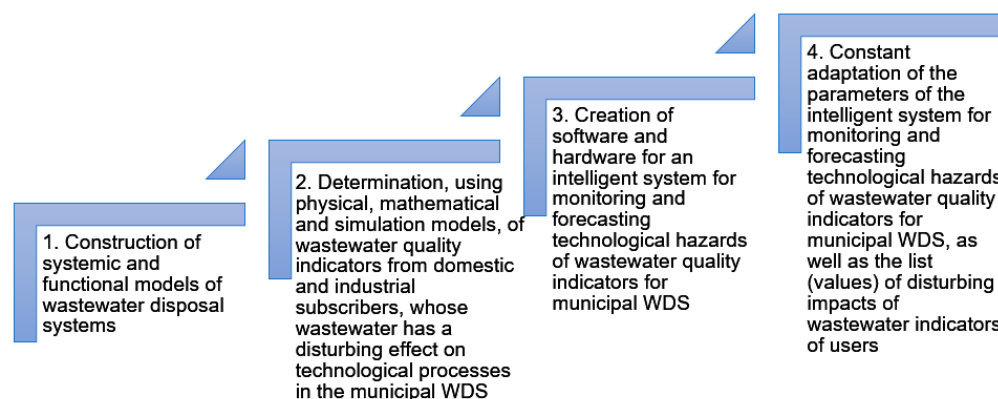 1. Construction of
systemic and
functional models of
wastewater disposal
systems
2. Determination, using
physical, mathematical
and simulation models, of
wastewater quality
indicators from domestic
and industrial
subscribers, whose
wastewater has a
disturbing effect on
technological processes
in the municipal WDS
3. Creation of
software and
hardware for an
intelligent system for
monitoring and
forecasting
technological hazards
of wastewater quality
indicators for
municipal WDS
4. Constant
adaptation of the
parameters of the
intelligent system for
monitoring and
forecasting
technological hazards
of wastewater quality
indicators for
municipal WDS, as
well as the list
(values) of disturbing
impacts of
wastewater indicators
of users